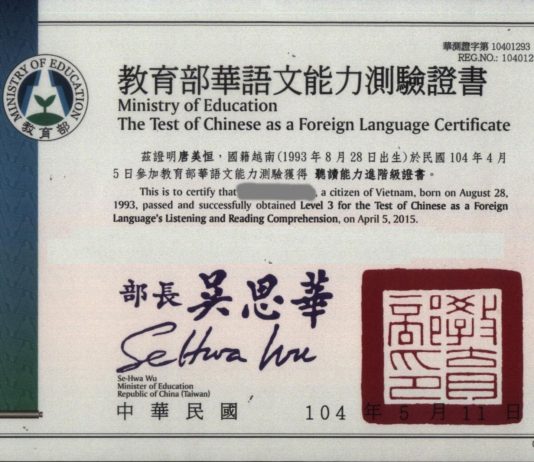 MINISTRY OF EDUCATION
教育部
華測證字第 10401293
REG.NO.: 104012
教育部華語文能力測驗證書
Ministry of Education
The Test of Chinese as a Foreign Language Certificate
茲證明唐美恒，國籍越南(1993 年 8 月 28 日出生)於民國 104 年 4 月
5 日參加教育部華語文能力測驗獲得 聽讀能力進階級證書。
This is to certify that , a citizen of Vietnam, born on August 28,
1993, passed and successfully obtained Level 3 for the Test of Chinese as a Foreign
Language's Listening and Reading Comprehension, on April 5, 2015.
部長 吳思華
SeHwa Wu
Se-Hwa Wu
Minister of Education
Republic of China (Taiwan)
中華民國 104 年 5 月 11 日